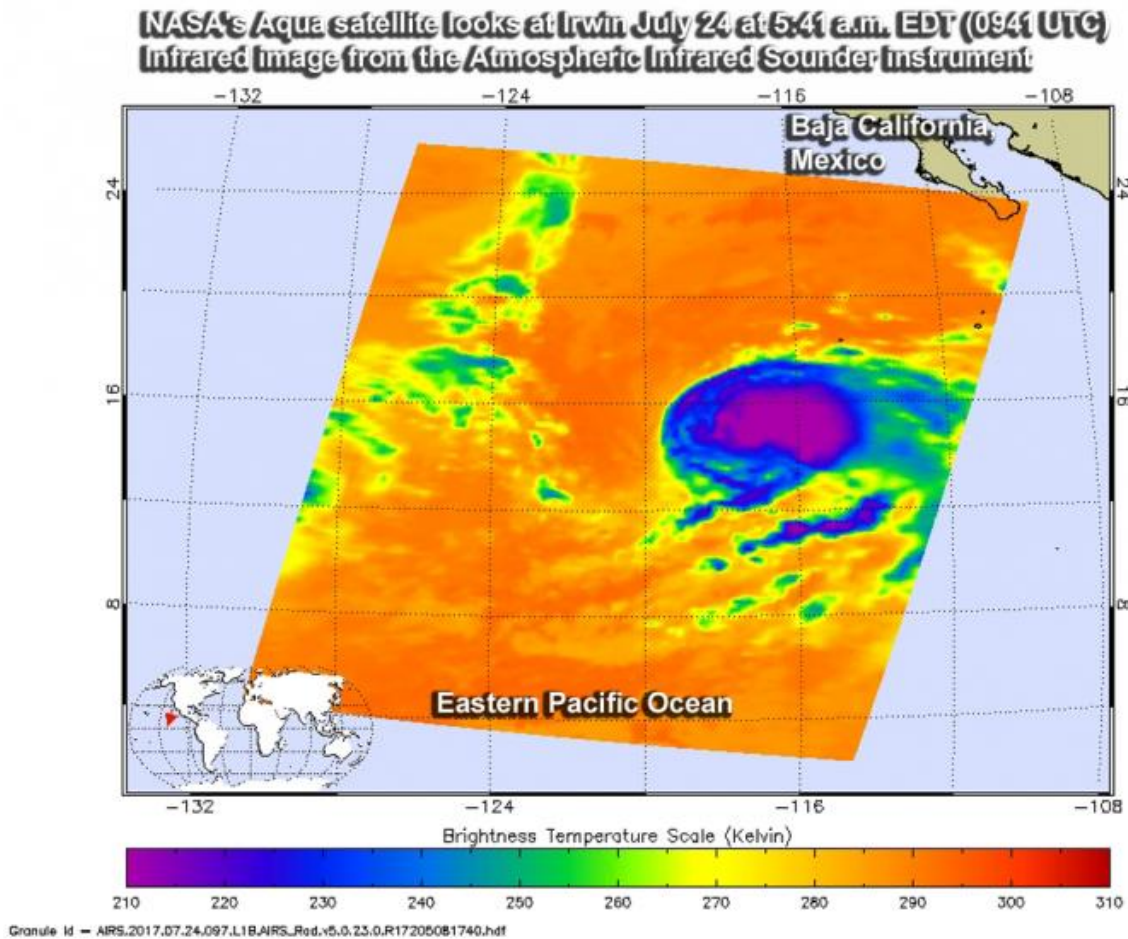 NASA's Aqua satellite looks at Irwin July 24 at 5:41 a.m. EDT (0941 UTC)
Infrared Image from the Atmospheric Infrared Sounder Instrument
−132 −124 −116 −108
Baja California,
Mexico
24 24
16 16
8 8
Eastern Pacific Ocean
−132 −124 −116 −108
Brightness Temperature Scale (Kelvin)
210 220 230 240 250 260 270 280 290 300 310
Granule Id = AIRS.2017.07.24.097.L1B.AIRS_Rad.v5.0.23.0.R17205081740.hdf